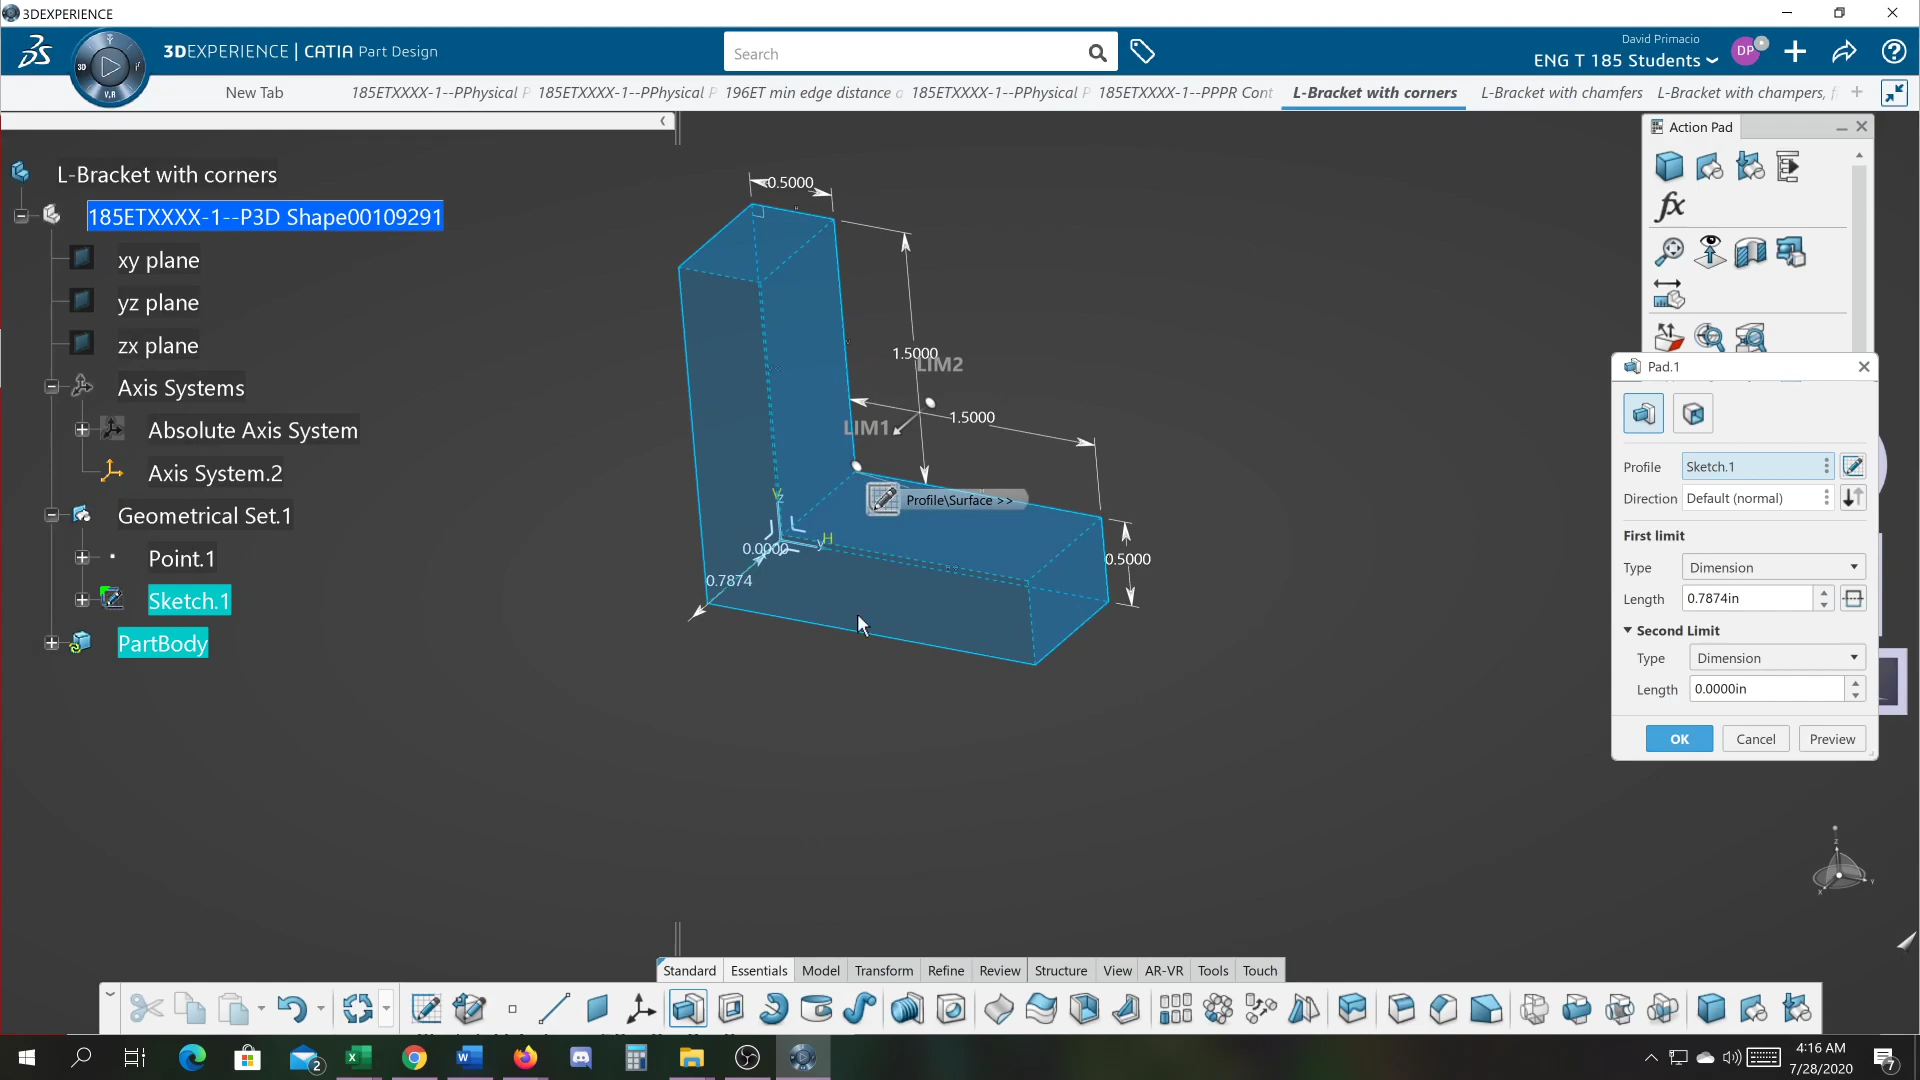 3DEXPERIENCE
3DEXPERIENCE | CATIA Part Design
Search
David Primacio
ENG T 185 Students
DP
3D
V.R
New Tab
185ETXXXX-1--PPhysical P
185ETXXXX-1--PPhysical P
196ET min edge distance a
185ETXXXX-1--PPhysical P
185ETXXXX-1--PPPR Cont
L-Bracket with corners
L-Bracket with chamfers
L-Bracket with champers, f
Action Pad
fx
L-Bracket with corners
185ETXXXX-1--P3D Shape00109291
xy plane
yz plane
zx plane
Axis Systems
Absolute Axis System
Axis System.2
Geometrical Set.1
Point.1
Sketch.1
PartBody
0.5000
1.5000
LIM2
1.5000
LIM1
Profile\Surface >>
V
z
H
y
0.0000
0.7874
0.5000
Pad.1
Profile
Sketch.1
Direction
Default (normal)
First limit
Type
Dimension
Length
0.7874in
Second Limit
Type
Dimension
Length
0.0000in
OK
Cancel
Preview
Standard
Essentials
Model
Transform
Refine
Review
Structure
View
AR-VR
Tools
Touch
2
4:16 AM
7/28/2020
7